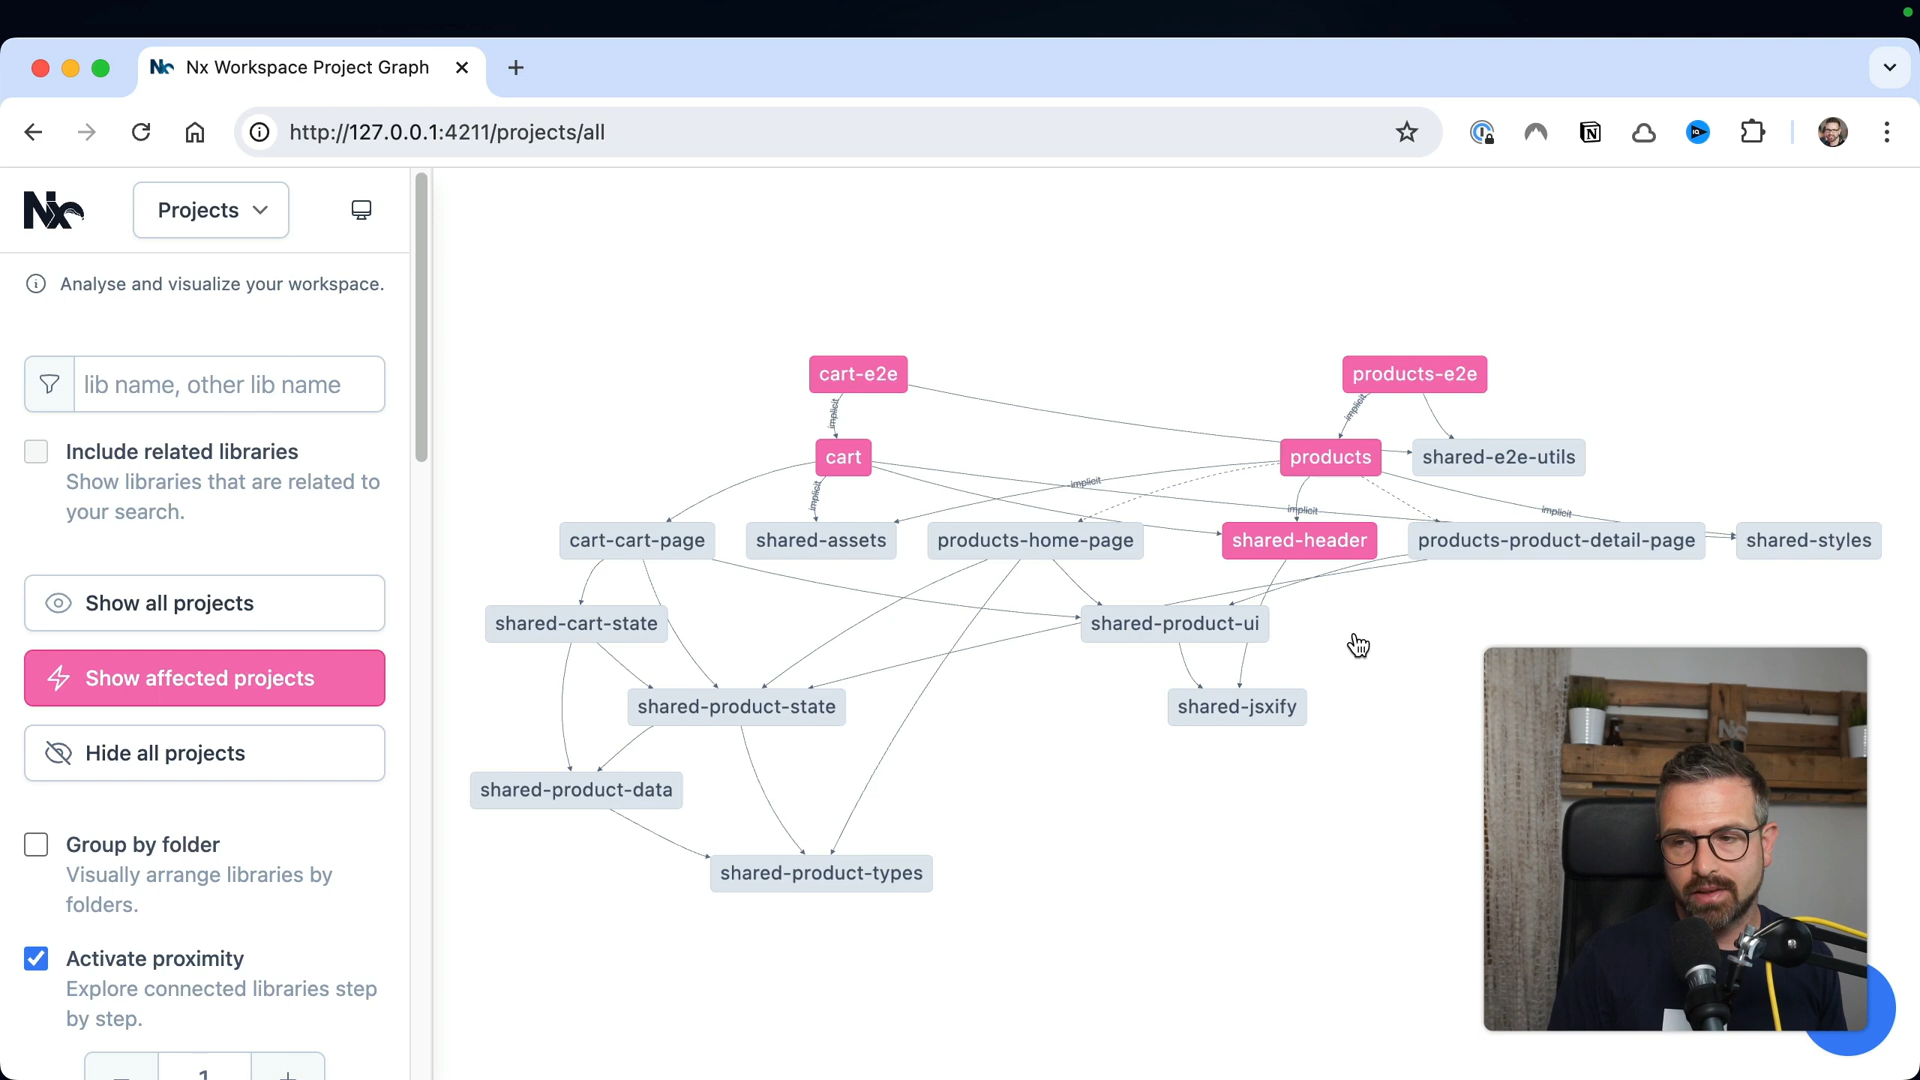 Nx Workspace Project Graph
http://127.0.0.1:4211/projects/all
Nx
Projects
Analyse and visualize your workspace.
lib name, other lib name
Include related libraries
Show libraries that are related to
your search.
Show all projects
Show affected projects
Hide all projects
Group by folder
Visually arrange libraries by
folders.
Activate proximity
Explore connected libraries step
by step.
− 1 +
cart-e2e
products-e2e
implicit
implicit
cart
products
shared-e2e-utils
implicit
implicit
implicit
implicit
cart-cart-page
shared-assets
products-home-page
shared-header
products-product-detail-page
shared-styles
shared-cart-state
shared-product-ui
shared-product-state
shared-jsxify
shared-product-data
shared-product-types